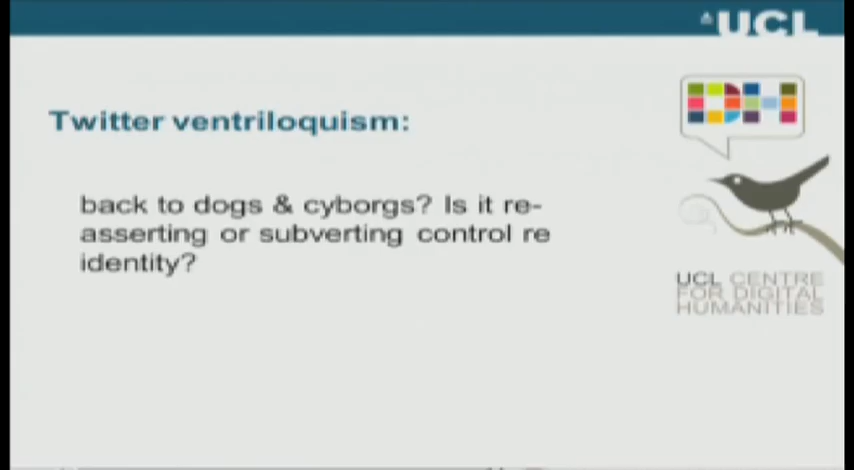 UCL
Twitter ventriloquism:
DH
back to dogs & cyborgs? Is it re-
asserting or subverting control re
identity?
UCL CENTRE
FOR DIGITAL
HUMANITIES